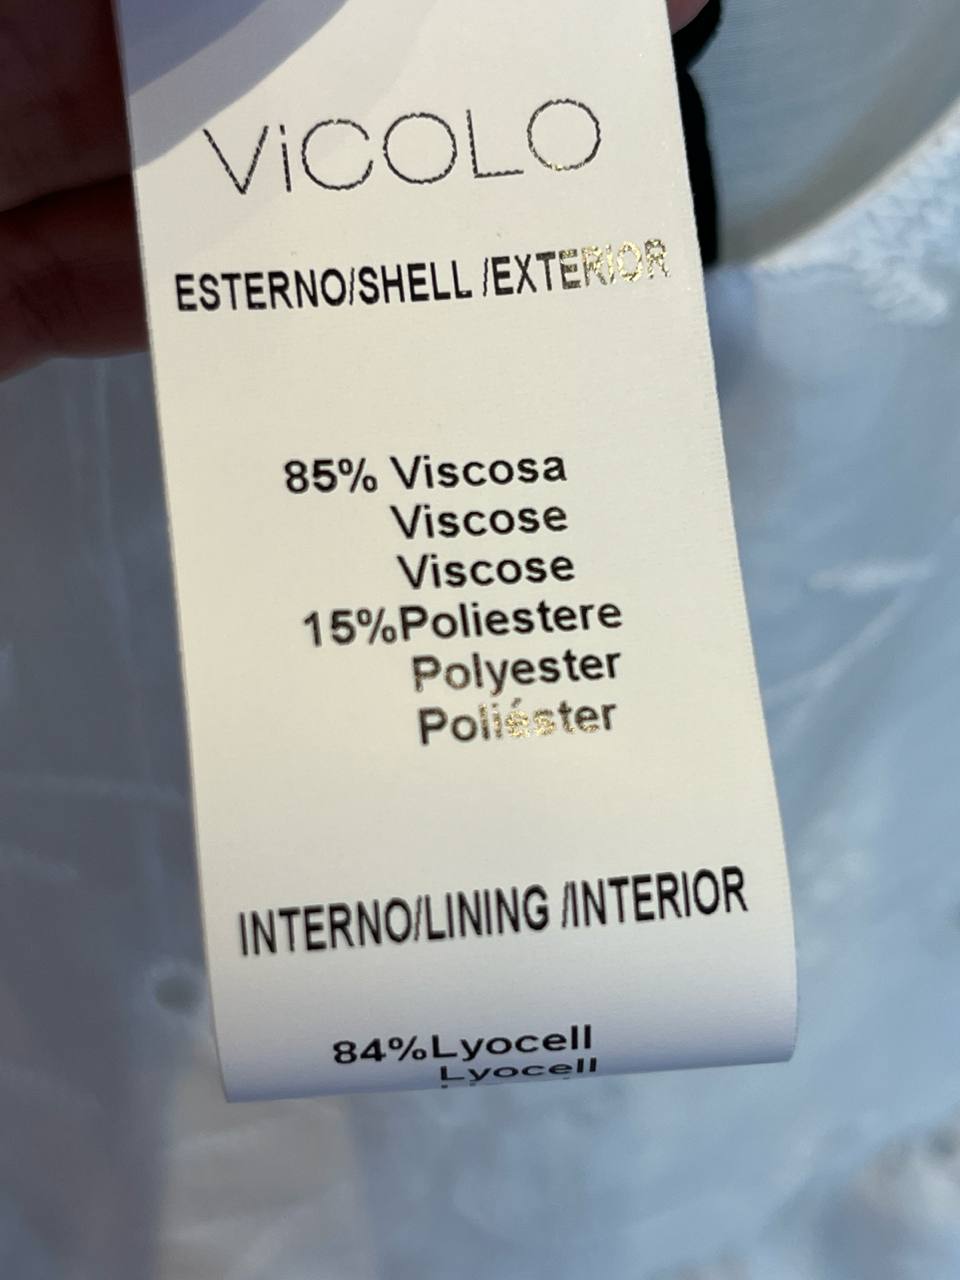 ViCOLO
ESTERNO/SHELL /EXTERIOR
85% Viscosa
Viscose
Viscose
15%Poliestere
Polyester
Poliéster
INTERNO/LINING /INTERIOR
84%Lyocell
Lyocell